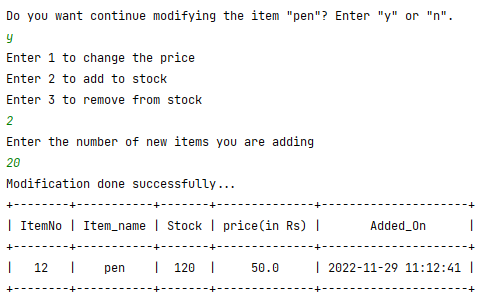 Do you want continue modifying the item "pen"? Enter "y" or "n".
y
Enter 1 to change the price
Enter 2 to add to stock
Enter 3 to remove from stock
2
Enter the number of new items you are adding
20
Modification done successfully...
+--------+-----------+-------+--------------+---------------------+
| ItemNo | Item_name | Stock | price(in Rs) |       Added_On      |
+--------+-----------+-------+--------------+---------------------+
|   12   |    pen    |  120  |     50.0     | 2022-11-29 11:12:41 |
+--------+-----------+-------+--------------+---------------------+